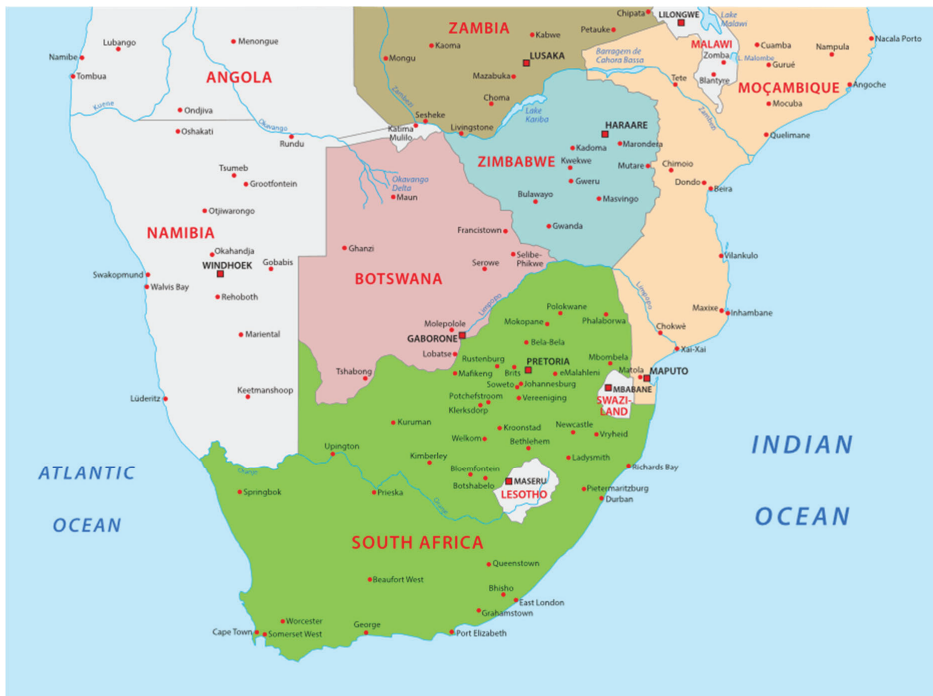 Chipata
LILONGWE
Lake
Malawi
ZAMBIA
Petauke
Kabwe
Nacala Porto
Lubango
Menongue
Kaoma
MALAWI
Cuamba
Nampula
Namibe
Mongu
LUSAKA
Barragem de
Cahora Bassa
Zomba
L. Malombe
Gurué
Tombua
ANGOLA
Mazabuka
Tete
Blantyre
MOÇAMBIQUE
Angoche
Kunene
Ondjiva
Zambezi
Choma
Lake
Kariba
Zambezi
Mocuba
Okavango
Sesheke
Oshakati
Rundu
Katima
Mulilo
Livingstone
HARAARE
Quelimane
Kadoma
Marondera
Tsumeb
ZIMBABWE
Kwekwe
Mutare
Chimoio
Grootfontein
Okavango
Delta
Gweru
Dondo
Beira
Maun
Bulawayo
Masvingo
Otjiwarongo
NAMIBIA
Francistown
Gwanda
Okahandja
Ghanzi
Selibe-
Phikwe
Vilankulo
WINDHOEK
Gobabis
Serowe
Swakopmund
BOTSWANA
Walvis Bay
Rehoboth
Limpopo
Limpopo
Polokwane
Maxixe
Inhambane
Molepolole
Mokopane
Phalaborwa
Chokwè
Mariental
GABORONE
Bela-Bela
Xai-Xai
Lobatse
Rustenburg
PRETORIA
Mbombela
Tshabong
Mafikeng
Brits
eMalahleni
Matola
MAPUTO
Soweto
Johannesburg
MBABANE
Keetmanshoop
Potchefstroom
Vereeniging
SWAZI-
LAND
Lüderitz
Klerksdorp
Kuruman
Kroonstad
Newcastle
Vryheid
Welkom
Bethlehem
Upington
INDIAN
Kimberley
Ladysmith
ATLANTIC
Orange
Bloemfontein
Richards Bay
Botshabelo
MASERU
Springbok
Prieska
LESOTHO
Pietermaritzburg
Durban
Orange
OCEAN
OCEAN
SOUTH AFRICA
Queenstown
Beaufort West
Bhisho
East London
Grahamstown
Worcester
George
Cape Town
Somerset West
Port Elizabeth